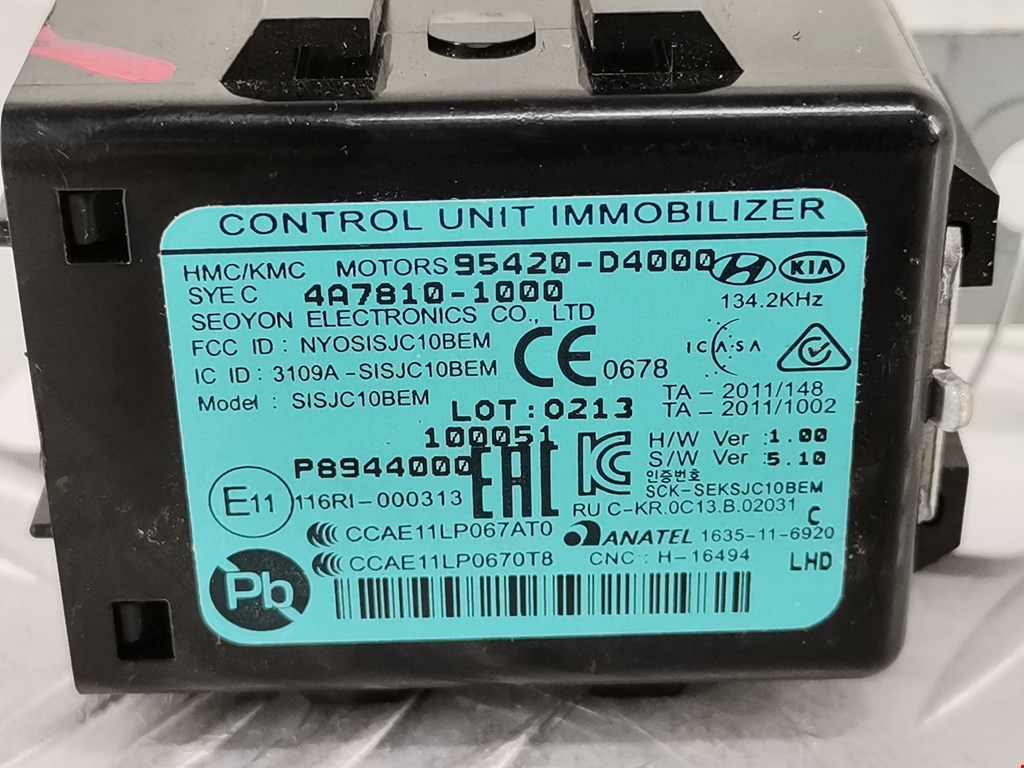 CONTROL UNIT IMMOBILIZER
HMC/KMC MOTORS 95420-D4000 KIA
SYE C 4A7810-1000 134.2KHz
SEOYON ELECTRONICS CO., LTD
FCC ID : NYOSISJC10BEM CE 0678 ICASA
IC ID : 3109A-SISJC10BEM
Model : SISJC10BEM
TA - 2011/148
TA - 2011/1002
LOT:0213
100051
H/W Ver :1.00
S/W Ver :5.10
P8944000 EAC
인증번호
SCK-SEKSJC10BEM
E11 116RI-000313
RU C-KR.0C13.B.02031 C
CCAE11LP067AT0
ANATEL 1635-11-6920
CCAE11LP0670T8
CNC : H-16494
LHD
Pb